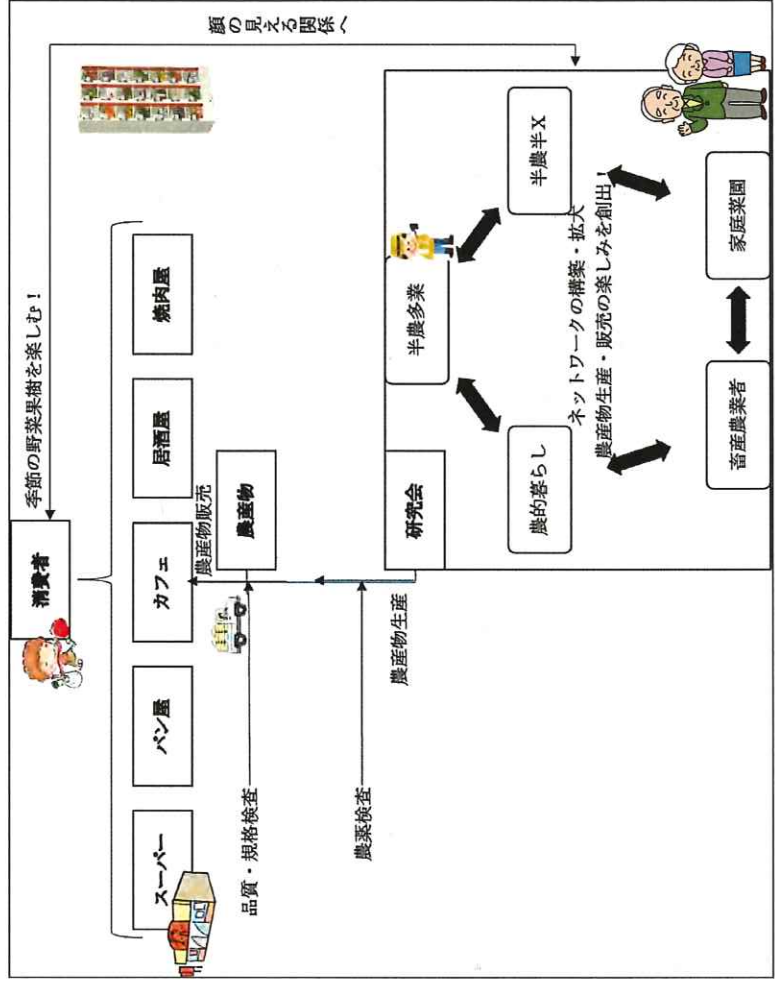 顔の見える関係へ
季節の野菜果樹を楽しむ！
消費者
スーパー
パン屋
カフェ
居酒屋
焼肉屋
農産物販売
農産物
品質・規格検査
農薬検査
農産物生産
研究会
半農多業
農的暮らし
半農半X
ネットワークの構築・拡大
農産物生産・販売の楽しみを創出！
畜産農業者
家庭菜園